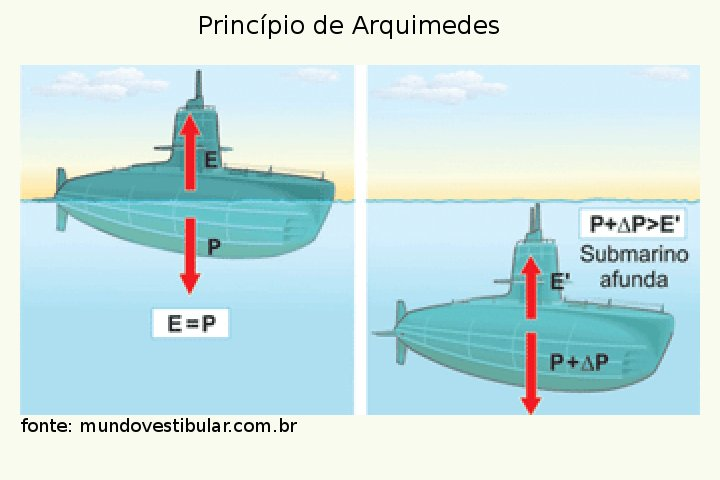 Princípio de Arquimedes
E
P
E=P
P+ΔP>E'
Submarino
afunda
E'
P+ΔP
fonte: mundovestibular.com.br